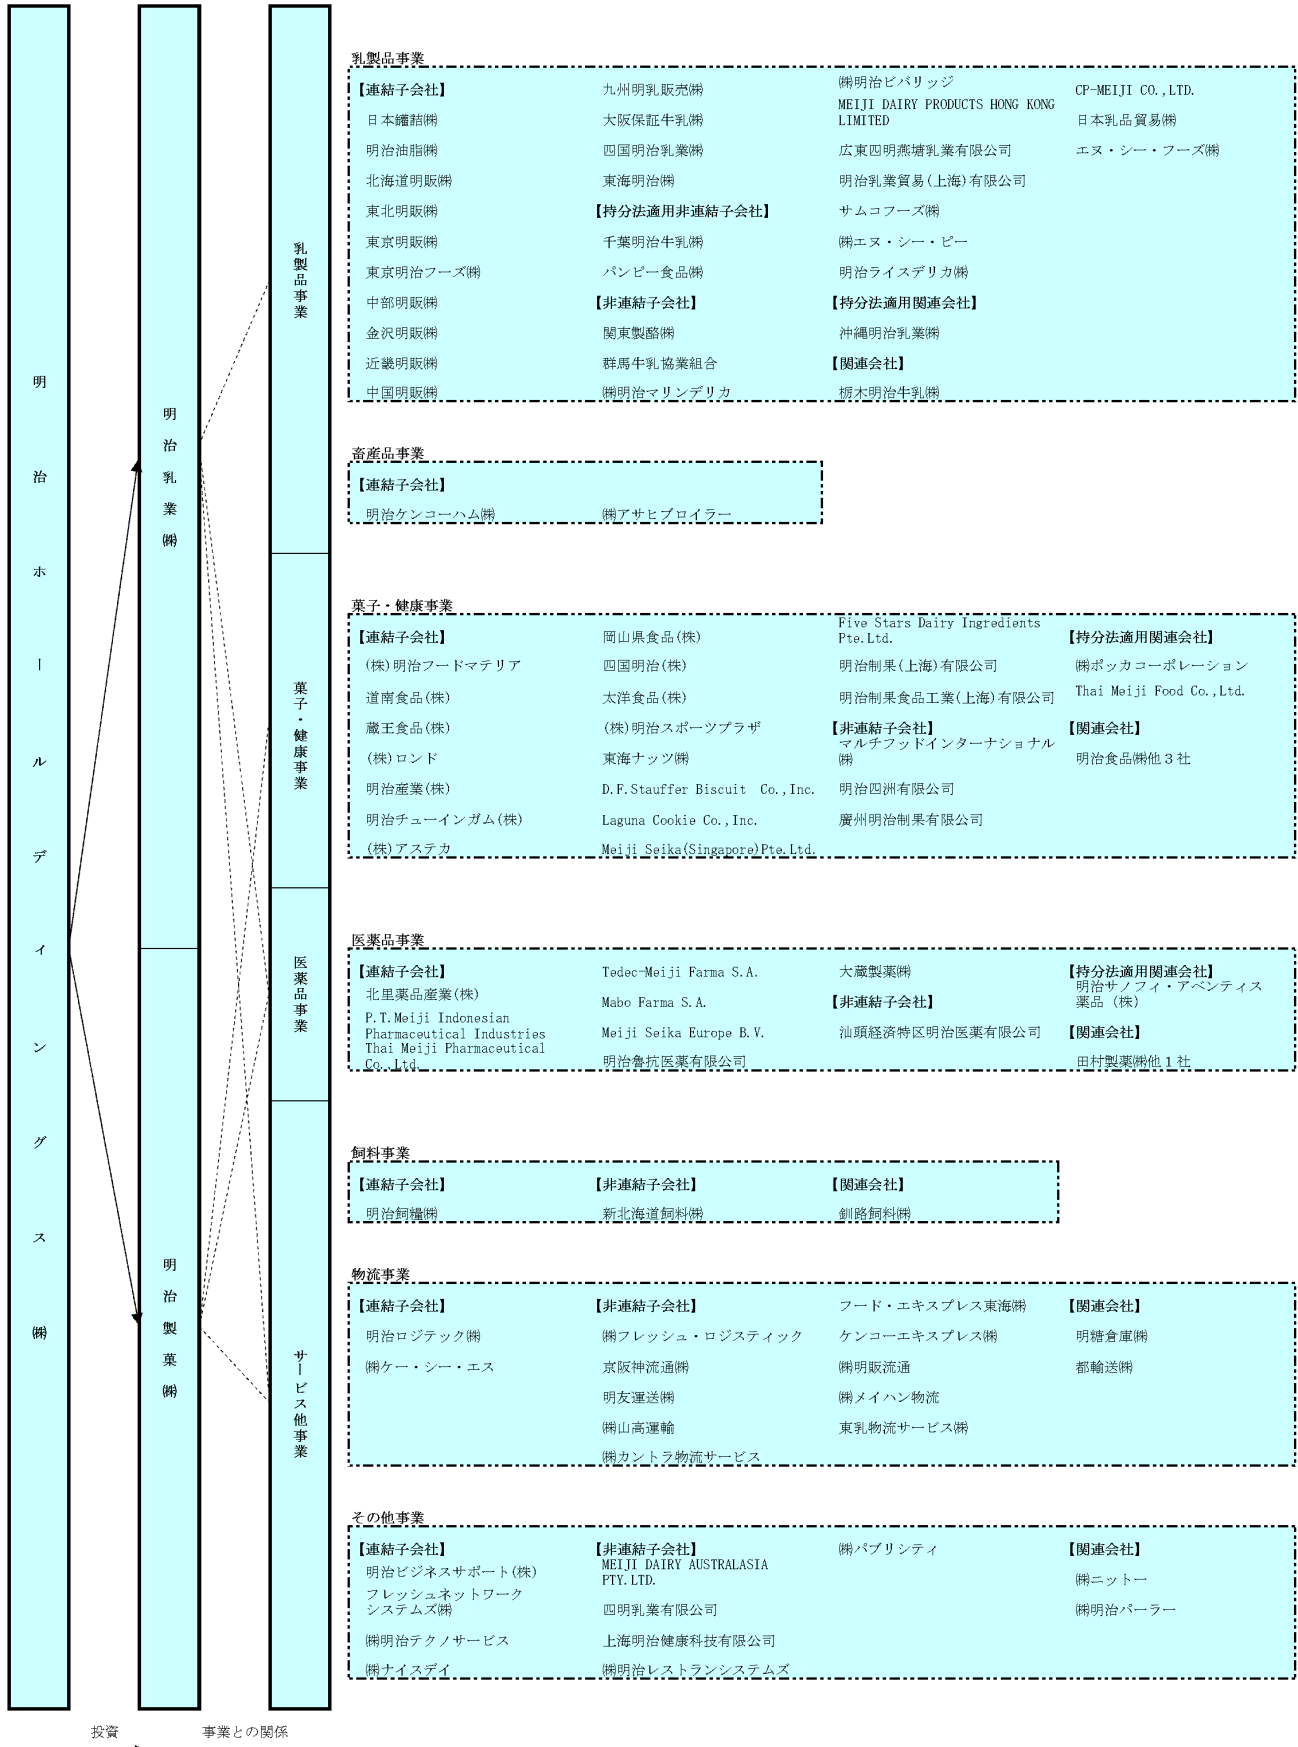 明治ホールディングス㈱
明治乳業㈱
明治製菓㈱
乳製品事業
菓子・健康事業
医薬品事業
サービス他事業
乳製品事業
【連結子会社】
日本罐詰㈱
明治油脂㈱
北海道明販㈱
東北明販㈱
東京明販㈱
東京明治フーズ㈱
中部明販㈱
金沢明販㈱
近畿明販㈱
中国明販㈱
九州明乳販売㈱
大阪保証牛乳㈱
四国明治乳業㈱
東海明治㈱
【持分法適用非連結子会社】
千葉明治牛乳㈱
パンピー食品㈱
【非連結子会社】
関東製酪㈱
群馬牛乳協業組合
㈱明治マリンデリカ
㈱明治ビバリッジ
MEIJI DAIRY PRODUCTS HONG KONG
LIMITED
広東四明燕塘乳業有限公司
明治乳業貿易(上海)有限公司
サムコフーズ㈱
㈱エヌ・シー・ピー
明治ライスデリカ㈱
【持分法適用関連会社】
沖縄明治乳業㈱
【関連会社】
栃木明治牛乳㈱
CP-MEIJI CO.,LTD.
日本乳品貿易㈱
エヌ・シー・フーズ㈱
畜産品事業
【連結子会社】
明治ケンコーハム㈱
㈱アサヒブロイラー
菓子・健康事業
【連結子会社】
(株)明治フードマテリア
道南食品(株)
蔵王食品(株)
(株)ロンド
明治産業(株)
明治チューインガム(株)
(株)アステカ
岡山県食品(株)
四国明治(株)
太洋食品(株)
(株)明治スポーツプラザ
東海ナッツ㈱
D.F.Stauffer Biscuit  Co.,Inc.
Laguna Cookie Co.,Inc.
Meiji Seika(Singapore)Pte.Ltd.
Five Stars Dairy Ingredients
Pte.Ltd.
明治制果(上海)有限公司
明治制果食品工業(上海)有限公司
【非連結子会社】
マルチフッドインターナショナル
㈱
明治四洲有限公司
廣州明治制果有限公司
【持分法適用関連会社】
㈱ポッカコーポレーション
Thai Meiji Food Co.,Ltd.
【関連会社】
明治食品㈱他３社
医薬品事業
【連結子会社】
北里薬品産業(株)
P.T.Meiji Indonesian
Pharmaceutical Industries
Thai Meiji Pharmaceutical
Co.,Ltd.
Tedec-Meiji Farma S.A.
Mabo Farma S.A.
Meiji Seika Europe B.V.
明治魯抗医薬有限公司
大蔵製薬㈱
【非連結子会社】
汕頭経済特区明治医薬有限公司
【持分法適用関連会社】
明治サノフィ・アベンティス
薬品（株）
【関連会社】
田村製薬㈱他１社
飼料事業
【連結子会社】
明治飼糧㈱
【非連結子会社】
新北海道飼料㈱
【関連会社】
釧路飼料㈱
物流事業
【連結子会社】
明治ロジテック㈱
㈱ケー・シー・エス
【非連結子会社】
㈱フレッシュ・ロジスティック
京阪神流通㈱
明友運送㈱
㈱山高運輸
㈱カントラ物流サービス
フード・エキスプレス東海㈱
ケンコーエキスプレス㈱
㈱明販流通
㈱メイハン物流
東乳物流サービス㈱
【関連会社】
明糖倉庫㈱
都輸送㈱
その他事業
【連結子会社】
明治ビジネスサポート(株)
フレッシュネットワーク
システムズ㈱
㈱明治テクノサービス
㈱ナイスデイ
【非連結子会社】
MEIJI DAIRY AUSTRALASIA
PTY.LTD.
四明乳業有限公司
上海明治健康科技有限公司
㈱明治レストランシステムズ
㈱パブリシティ
【関連会社】
㈱ニットー
㈱明治パーラー
投資
事業との関係